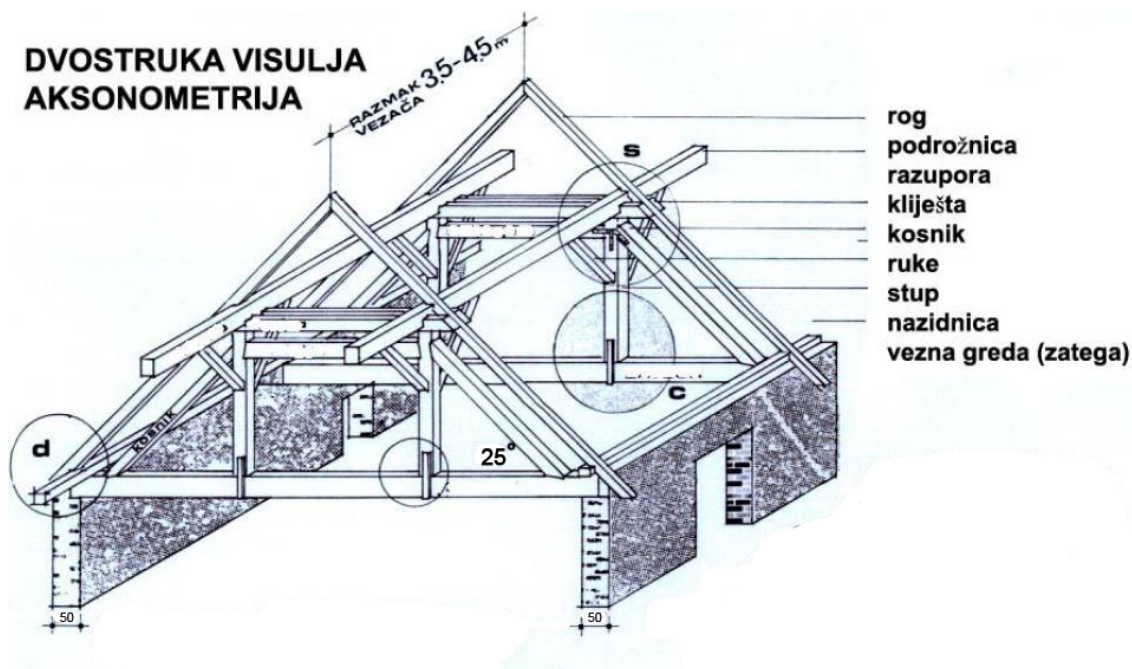 DVOSTRUKA VISULJA
AKSONOMETRIJA
RAZMAK 3,5-4,5 m
VEZAČA
rog
podrožnica
razupora
kliješta
kosnik
ruke
stup
nazidnica
vezna greda (zatega)
s
c
d
kosnik
25°
50
50